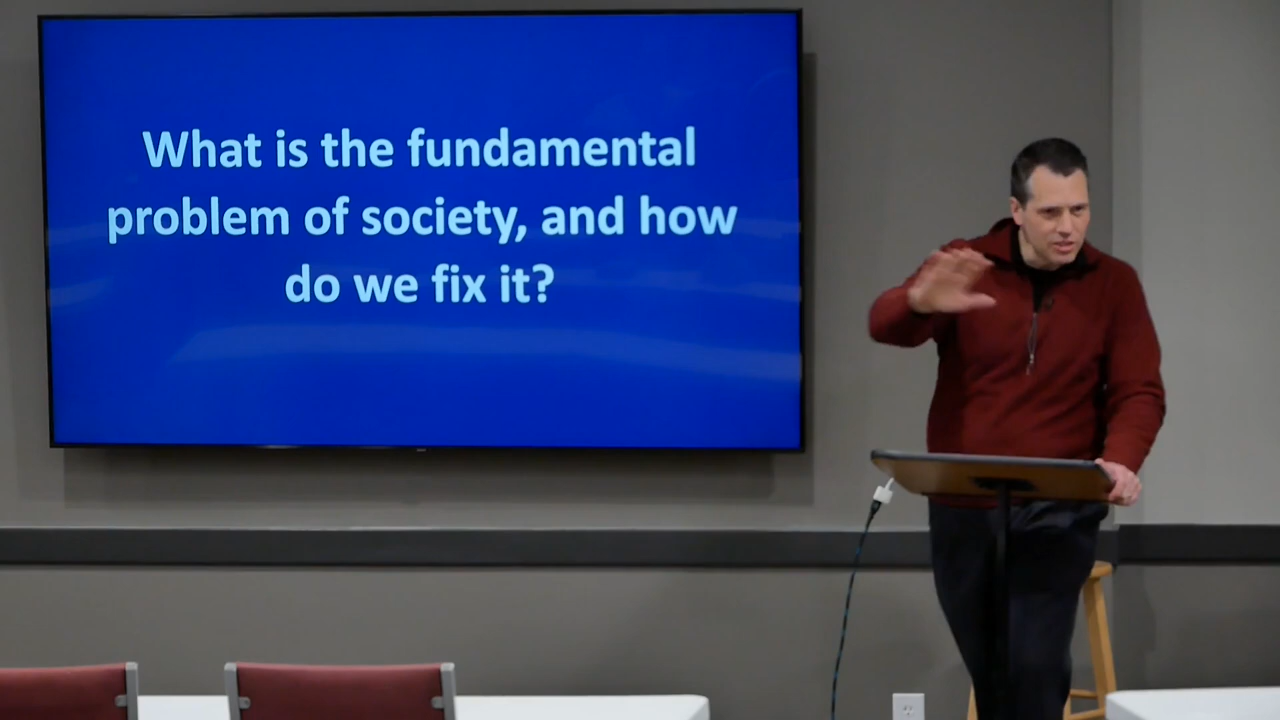 What is the fundamental
problem of society, and how
do we fix it?